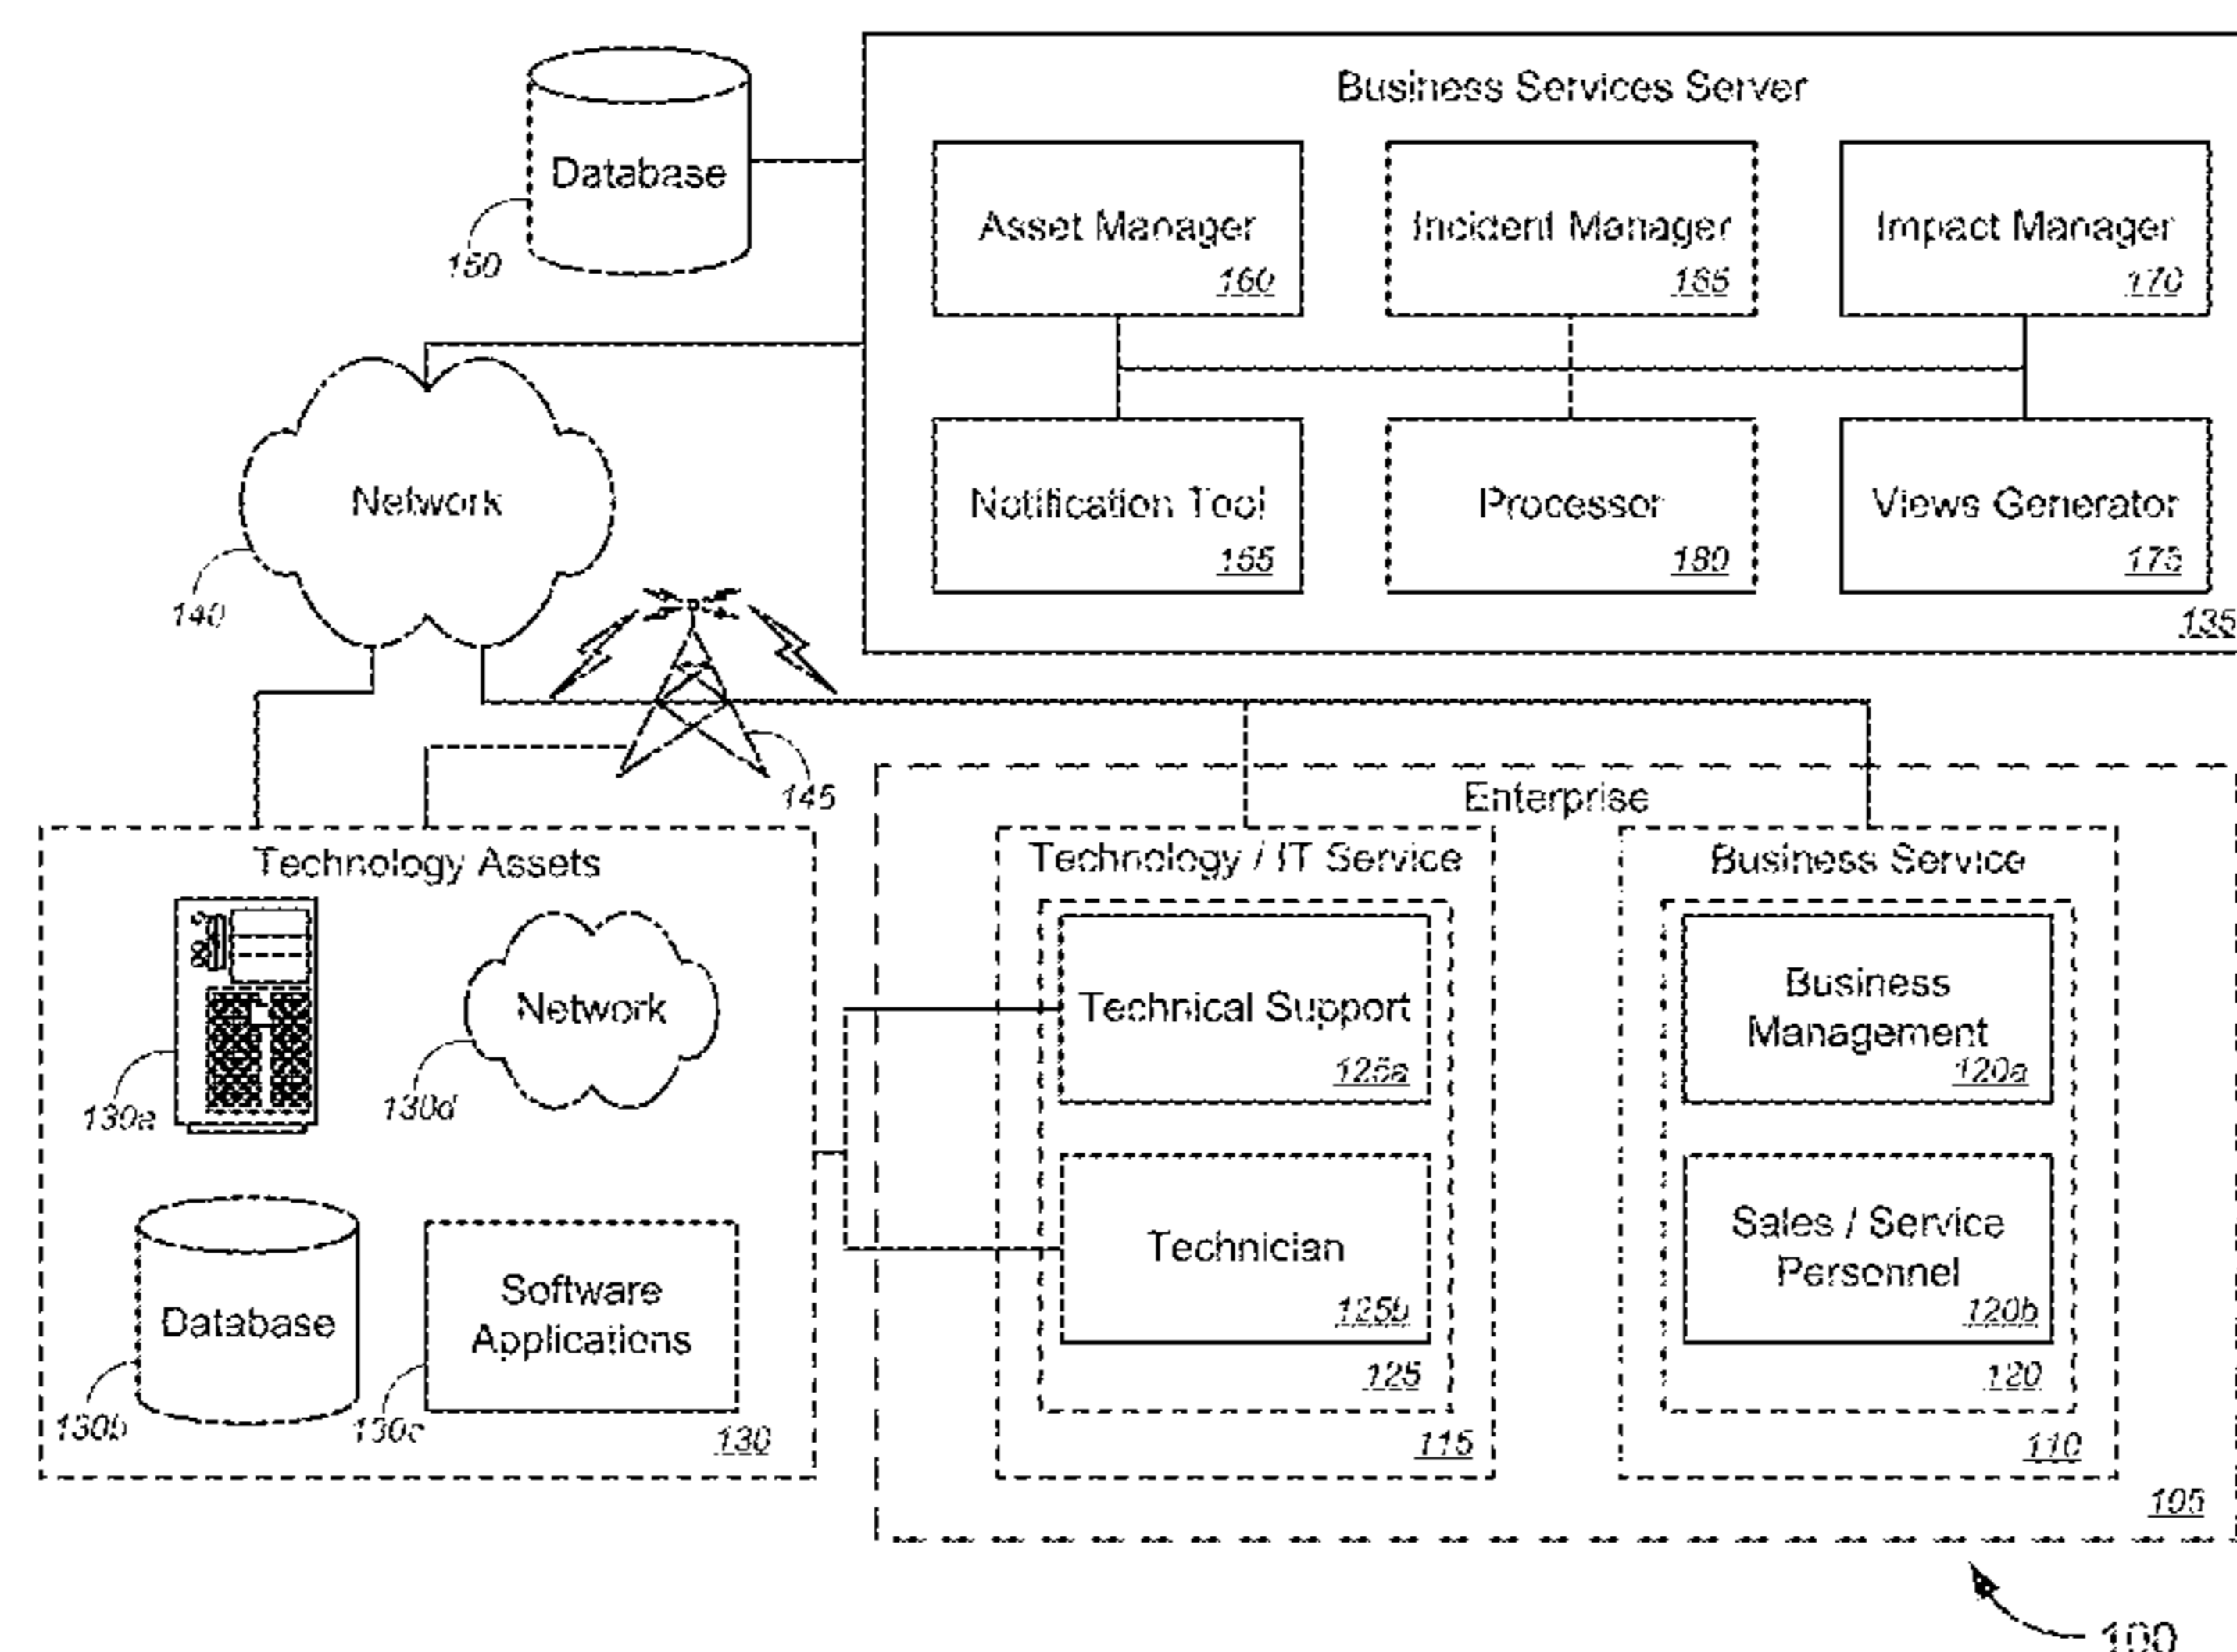 Business Services Server
Database
150
Asset Manager
160
Incident Manager
165
Impact Manager
170
Network
140
Notification Tool
155
Processor
180
Views Generator
175
135
145
Enterprise
Technology Assets
130a
Network
130d
Database
130b
Software
Applications
130c
130
Technology / IT Service
Technical Support
125a
Technician
125b
125
115
Business Service
Business
Management
120a
Sales / Service
Personnel
120b
120
110
105
100